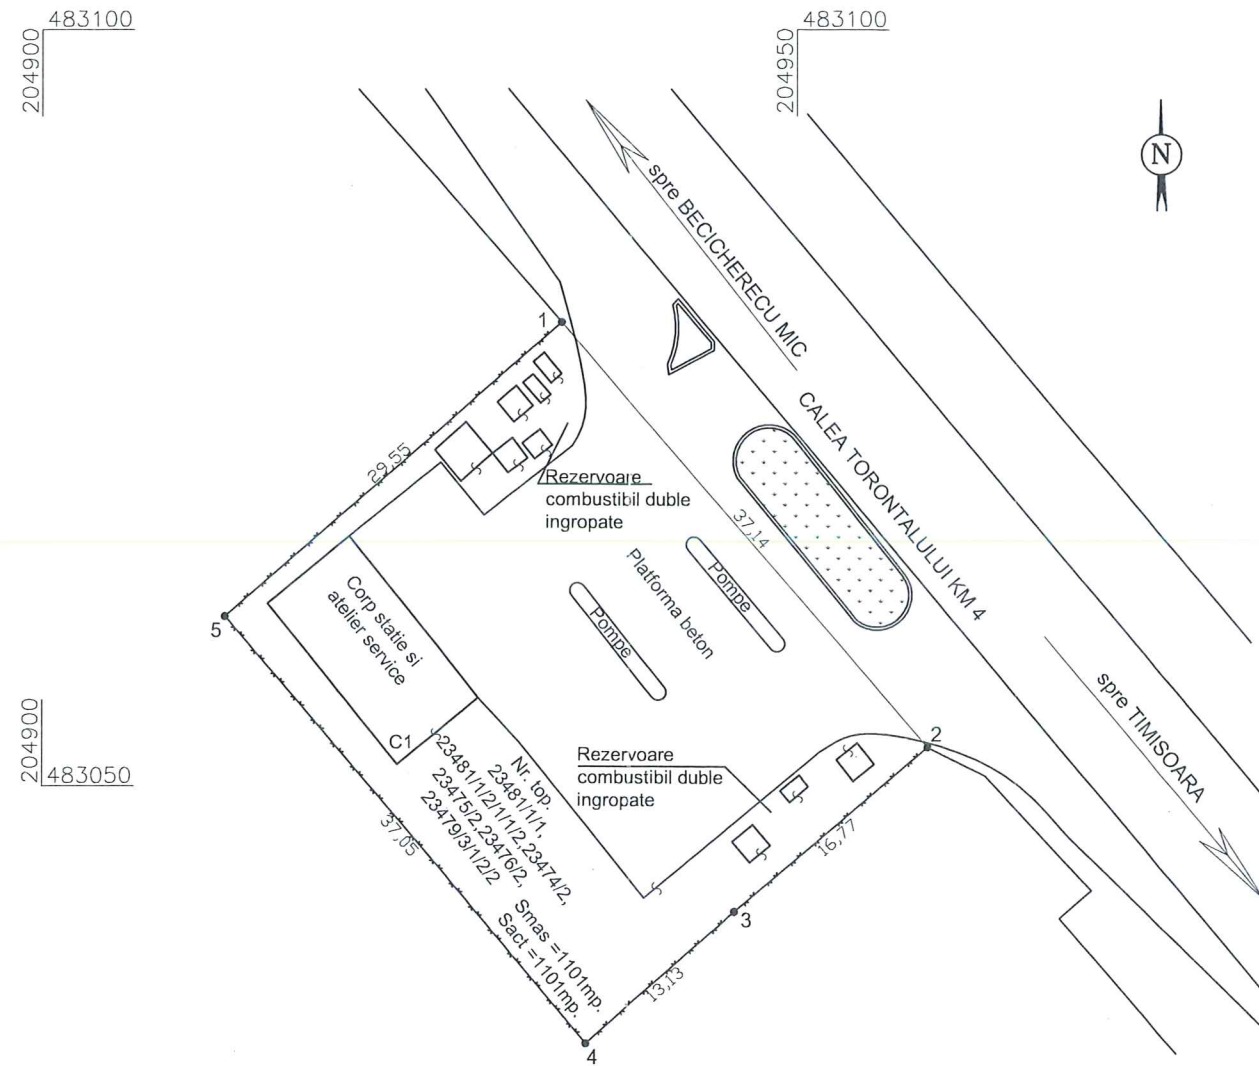 483100
204900
483100
204950
N
spre BECICHERECU MIC
1
CALEA TORONTALULUI KM 4
29,55
Rezervoare
combustibil duble
ingropate
37,14
Platforma beton
Pompe
Pompe
Corp statie si
atelier service
5
C1
spre TIMISOARA
204900
483050
2
Rezervoare
combustibil duble
ingropate
Nr. top.
23481/1/1,
23481/1/2/1/1/2,23474/2,
23475/2,23476/2,
23479/3/1/2/2
37,05
16,77
3
Smas =1101mp.
Sact =1101mp.
13,13
4